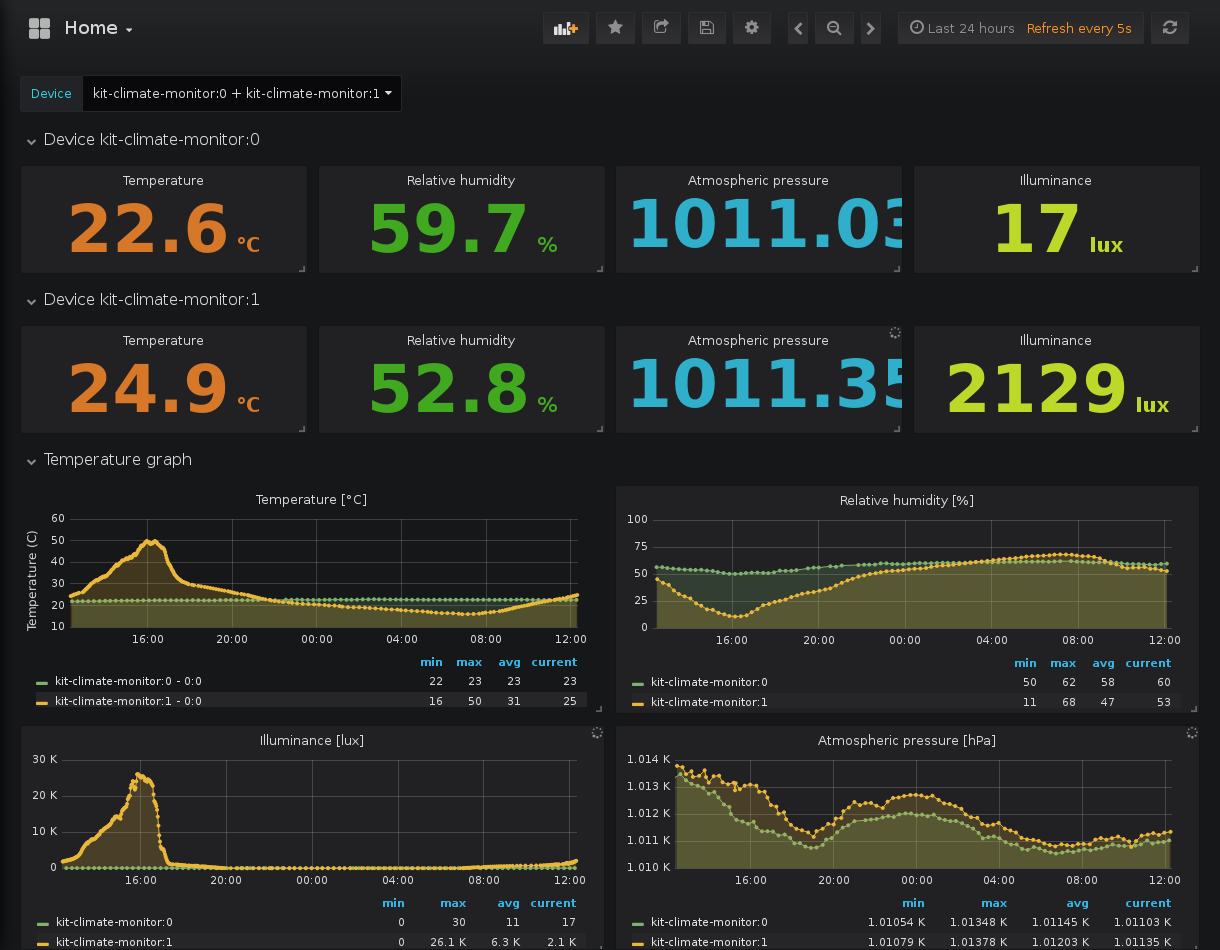 Home
Last 24 hours Refresh every 5s
Device kit-climate-monitor:0 + kit-climate-monitor:1
Device kit-climate-monitor:0
Temperature Relative humidity Atmospheric pressure Illuminance
22.6 °C 59.7 % 1011.03 17 lux
Device kit-climate-monitor:1
Temperature Relative humidity Atmospheric pressure Illuminance
24.9 °C 52.8 % 1011.35 2129 lux
Temperature graph
Temperature [°C]
Temperature (C)
60
50
40
30
20
10
16:00 20:00 00:00 04:00 08:00 12:00
min max avg current
kit-climate-monitor:0 - 0:0 22 23 23 23
kit-climate-monitor:1 - 0:0 16 50 31 25
Relative humidity [%]
100
75
50
25
0
16:00 20:00 00:00 04:00 08:00 12:00
min max avg current
kit-climate-monitor:0 50 62 58 60
kit-climate-monitor:1 11 68 47 53
Illuminance [lux]
30 K
20 K
10 K
0
16:00 20:00 00:00 04:00 08:00 12:00
min max avg current
kit-climate-monitor:0 0 30 11 17
kit-climate-monitor:1 0 26.1 K 6.3 K 2.1 K
Atmospheric pressure [hPa]
1.014 K
1.013 K
1.012 K
1.011 K
1.010 K
16:00 20:00 00:00 04:00 08:00 12:00
min max avg current
kit-climate-monitor:0 1.01054 K 1.01348 K 1.01145 K 1.01103 K
kit-climate-monitor:1 1.01079 K 1.01378 K 1.01203 K 1.01135 K